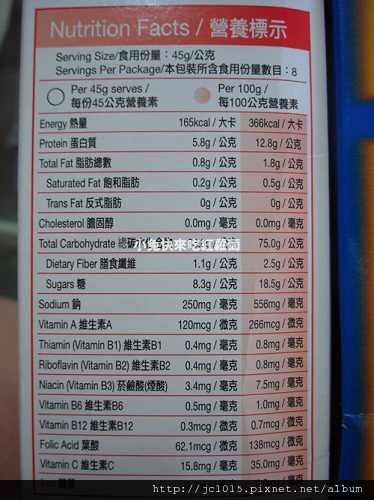 Nutrition Facts / 營養標示
Serving Size/食用份量：45g/公克
Servings Per Package/本包裝所含食用份量數目：8
Per 45g serves / Per 100g /
每份45公克營養素 每100公克營養素
Energy 熱量 165kcal / 大卡 366kcal / 大卡
Protein 蛋白質 5.8g / 公克 12.8g / 公克
Total Fat 脂肪總數 0.8g / 公克 1.8g / 公克
Saturated Fat 飽和脂肪 0.2g / 公克 0.5g / 公克
Trans Fat 反式脂肪 0g / 公克 0g / 公克
Cholesterol 膽固醇 0.0mg / 毫克 0.0mg / 毫克
Total Carbohydrate 總碳 75.0g / 公克
小兔快來吃紅蘿蔔
Dietary Fiber 膳食纖維 1.1g / 公克 2.5g / 公克
Sugars 糖 8.3g / 公克 18.5g / 公克
Sodium 鈉 250mg / 毫克 556mg / 毫克
Vitamin A 維生素A 120mcg / 微克 266mcg / 微克
Thiamin (Vitamin B1) 維生素B1 0.4mg / 毫克 0.8mg / 毫克
Riboflavin (Vitamin B2) 維生素B2 0.4mg / 毫克 0.8mg / 毫克
Niacin (Vitamin B3) 菸鹼酸(煙酸) 3.4mg / 毫克 7.5mg / 毫克
Vitamin B6 維生素B6 0.5mg / 毫克 1.0mg / 毫克
Vitamin B12 維生素B12 0.3mcg / 微克 0.7mcg / 微克
Folic Acid 葉酸 62.1mcg / 微克 138mcg / 微克
Vitamin C 維生素C 15.8mg / 毫克 35.0mg / 毫克
http://jc1015.pixnet.net/album